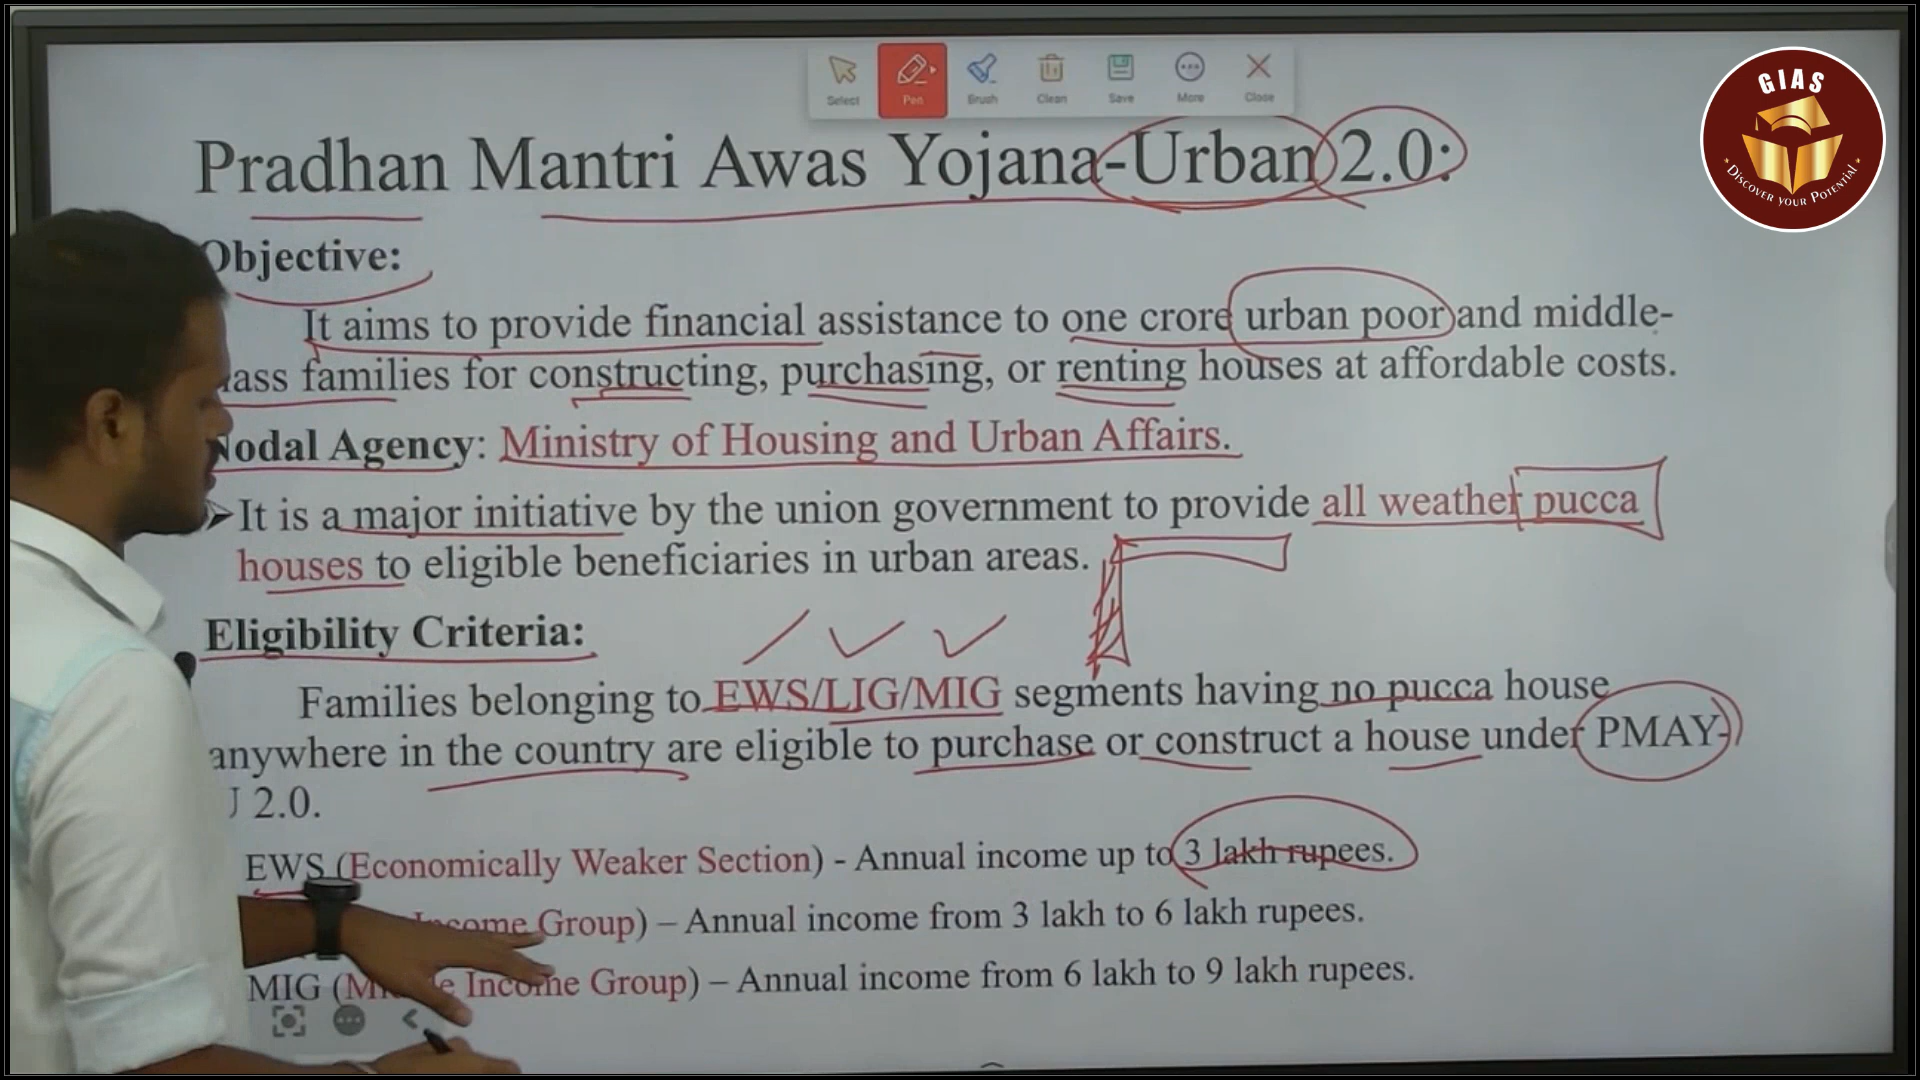 Select Pen Brush Clean Save More Close
GIAS
DISCOVER YOUR POTENTIAL
Pradhan Mantri Awas Yojana-Urban 2.0:
Objective:
It aims to provide financial assistance to one crore urban poor and middle-
families for constructing, purchasing, or renting houses at affordable costs.
Nodal Agency: Ministry of Housing and Urban Affairs.
➤It is a major initiative by the union government to provide all weather pucca
houses to eligible beneficiaries in urban areas.
Eligibility Criteria:
Families belonging to EWS/LIG/MIG segments having no pucca house
anywhere in the country are eligible to purchase or construct a house under PMAY-
2.0.
EWS (Economically Weaker Section) - Annual income up to 3 lakh rupees.
Income Group) – Annual income from 3 lakh to 6 lakh rupees.
MIG (Income Group) – Annual income from 6 lakh to 9 lakh rupees.